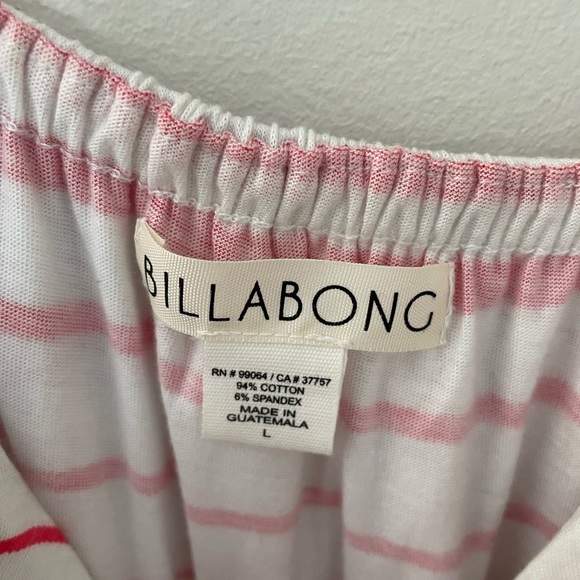 BILLABONG
RN # 99064 / CA # 37757
94% COTTON
6% SPANDEX
MADE IN
GUATEMALA
L